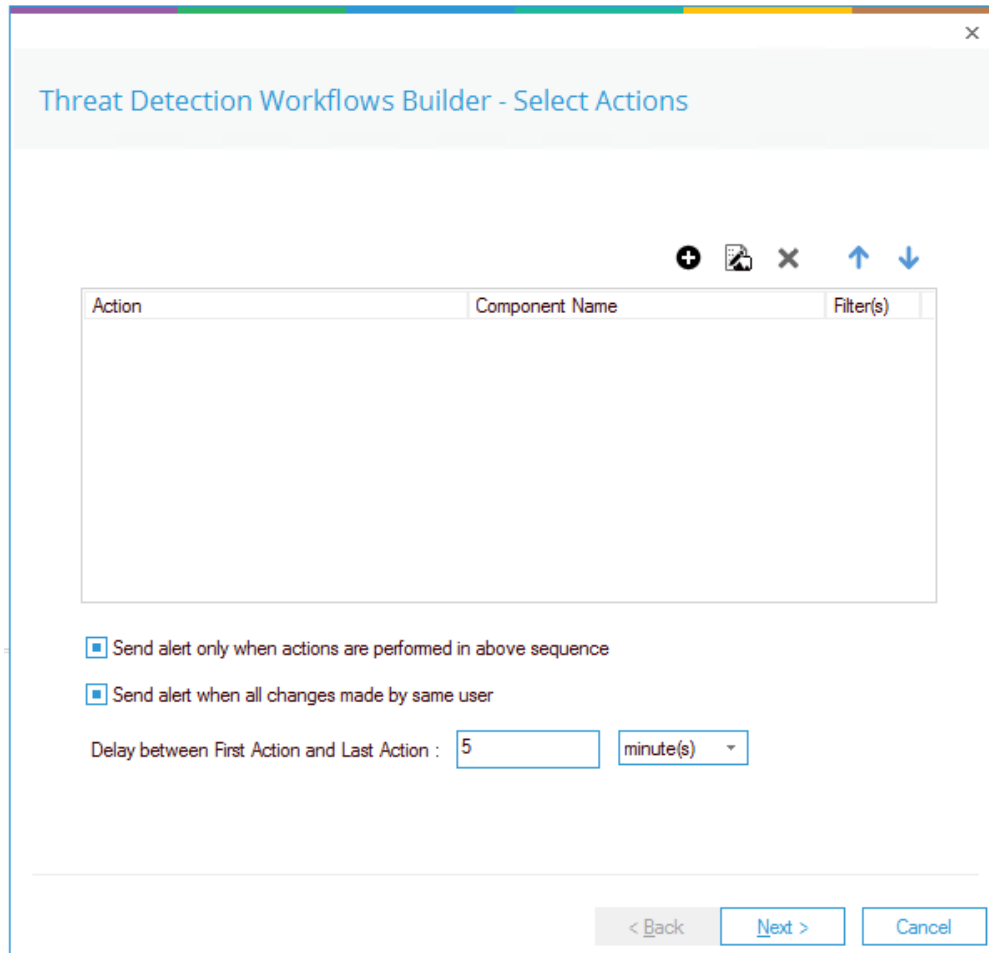 Threat Detection Workflows Builder - Select Actions
Action Component Name Filter(s)
Send alert only when actions are performed in above sequence
Send alert when all changes made by same user
Delay between First Action and Last Action : 5 minute(s)
< Back Next > Cancel